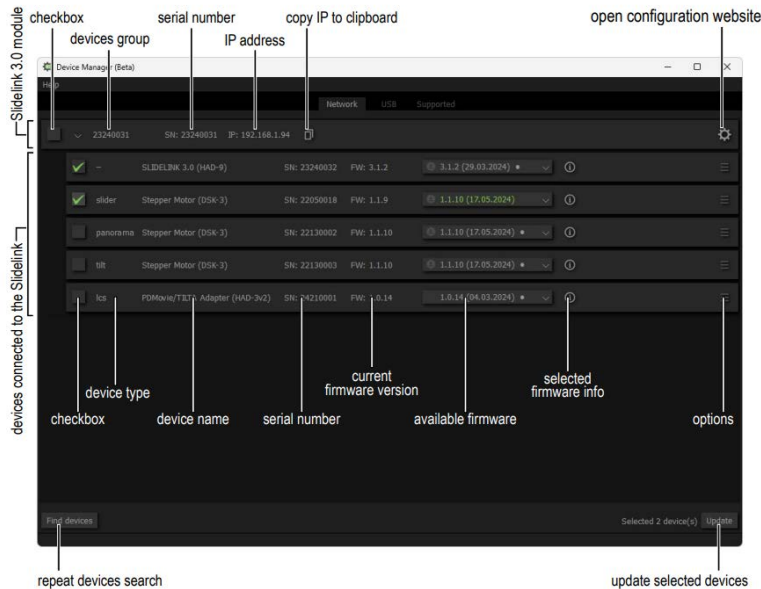 checkbox
serial number
copy IP to clipboard
open configuration website
devices group
IP address
Slidelink 3.0 module
Device Manager (Beta)
Help
Network USB Supported
23240031 SN: 23240031 IP: 192.168.1.94
– SLIDELINK 3.0 (HAD-9) SN: 23240032 FW: 3.1.2 3.1.2 (29.03.2024)
slider Stepper Motor (DSK-3) SN: 22050018 FW: 1.1.9 1.1.10 (17.05.2024)
panorama Stepper Motor (DSK-3) SN: 22130002 FW: 1.1.10 1.1.10 (17.05.2024)
tilt Stepper Motor (DSK-3) SN: 22130003 FW: 1.1.10 1.1.10 (17.05.2024)
lcs PDMovie/TILTA Adapter (HAD-3v2) SN: 24210001 FW: 1.0.14 1.0.14 (04.03.2024)
devices connected to the Slidelink
device type
current
firmware version
selected
firmware info
checkbox
device name
serial number
available firmware
options
Find devices
Selected 2 device(s) Update
repeat devices search
update selected devices